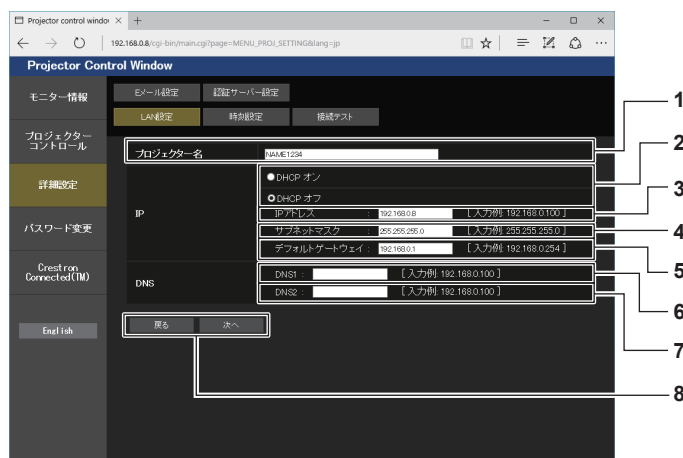 Projector control windo
192.168.0.8/cgi-bin/main.cgi?page=MENU_PROJ_SETTING&lang=jp
Projector Control Window
モニター情報
プロジェクター
コントロール
詳細設定
パスワード変更
Crestron
Connected(TM)
English
Eメール設定 認証サーバー設定
LAN設定 時刻設定 接続テスト
プロジェクター名 NAME1234
IP
DHCP オン
DHCP オフ
IPアドレス : 192.168.0.8 [ 入力例: 192.168.0.100 ]
サブネットマスク : 255.255.255.0 [ 入力例: 255.255.255.0 ]
デフォルトゲートウェイ : 192.168.0.1 [ 入力例: 192.168.0.254 ]
DNS
DNS1 : [ 入力例: 192.168.0.100 ]
DNS2 : [ 入力例: 192.168.0.100 ]
戻る 次へ
1
2
3
4
5
6
7
8